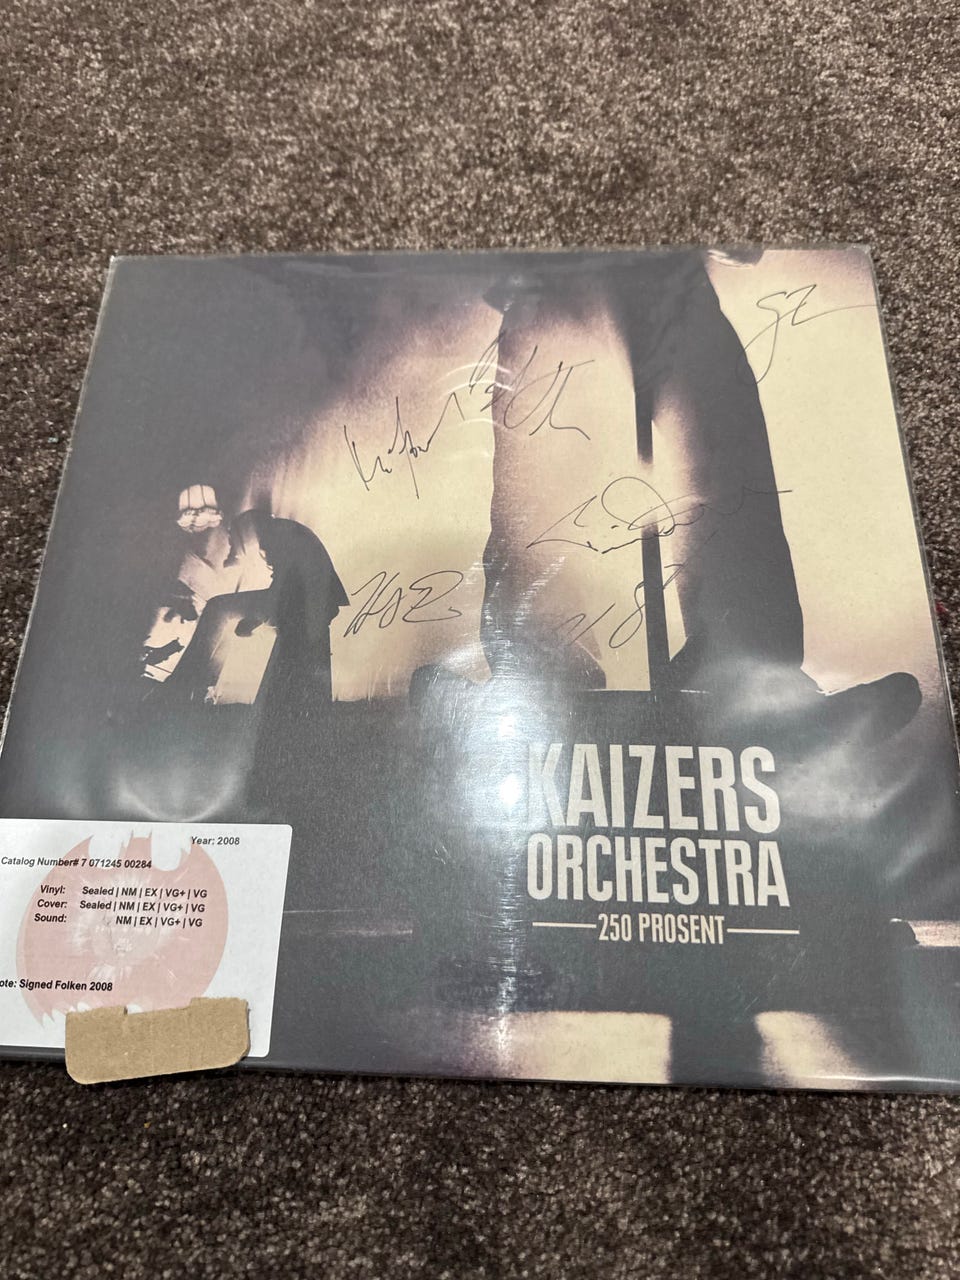 KAIZERS
ORCHESTRA
250 PROSENT
Year: 2008
Catalog Number# 7 071245 00284
Vinyl: Sealed | NM | EX | VG+ | VG
Cover: Sealed | NM | EX | VG+ | VG
Sound: NM | EX | VG+ | VG
ote: Signed Folken 2008